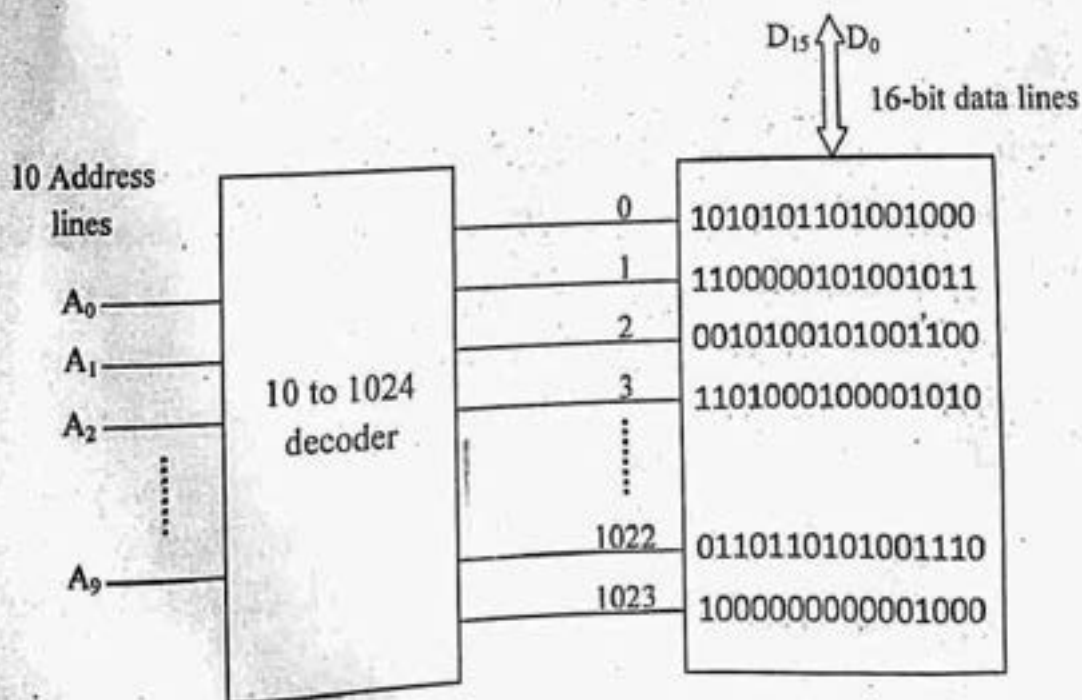 D₁₅ D₀
16-bit data lines
10 Address
lines
A₀
A₁
A₂
A₉
10 to 1024
decoder
0
1
2
3
1022
1023
1010101101001000
1100000101001011
0010100101001100
1101000100001010
0110110101001110
1000000000001000